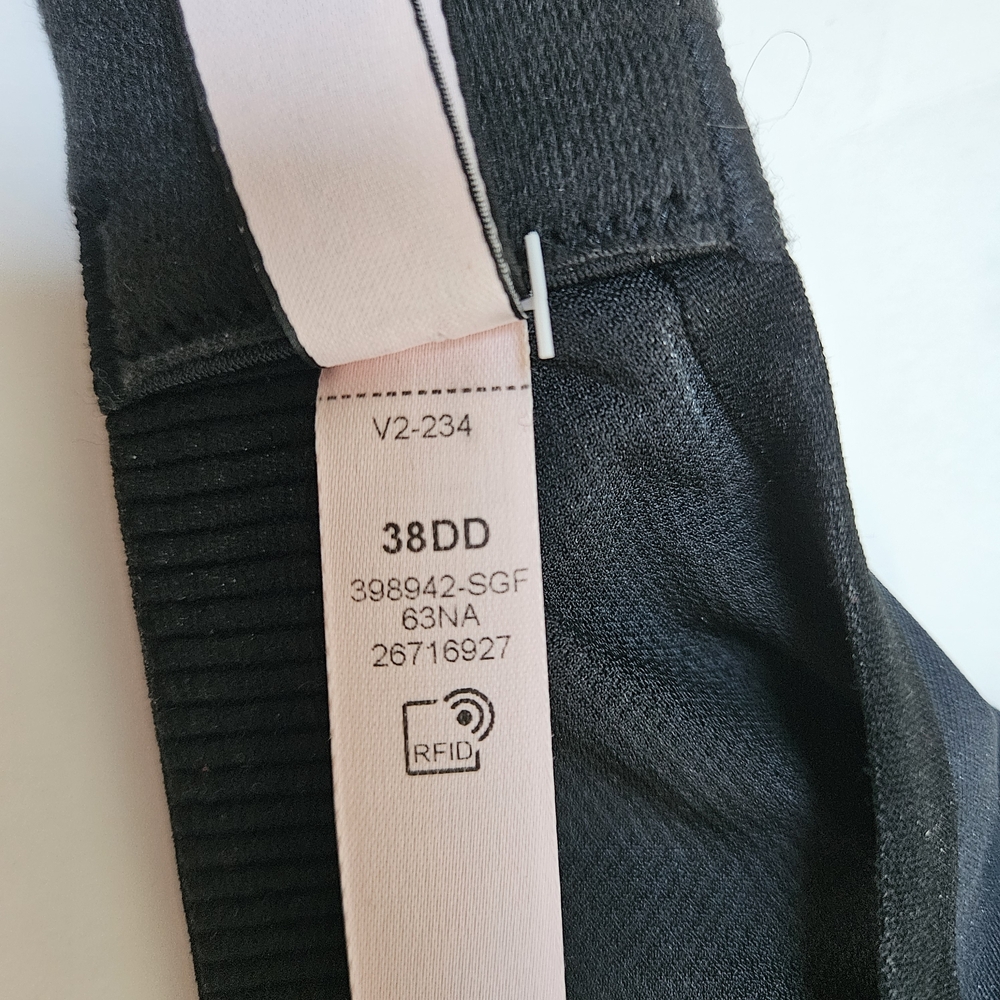 V2-234
38DD
398942-SGF
63NA
26716927
RFID